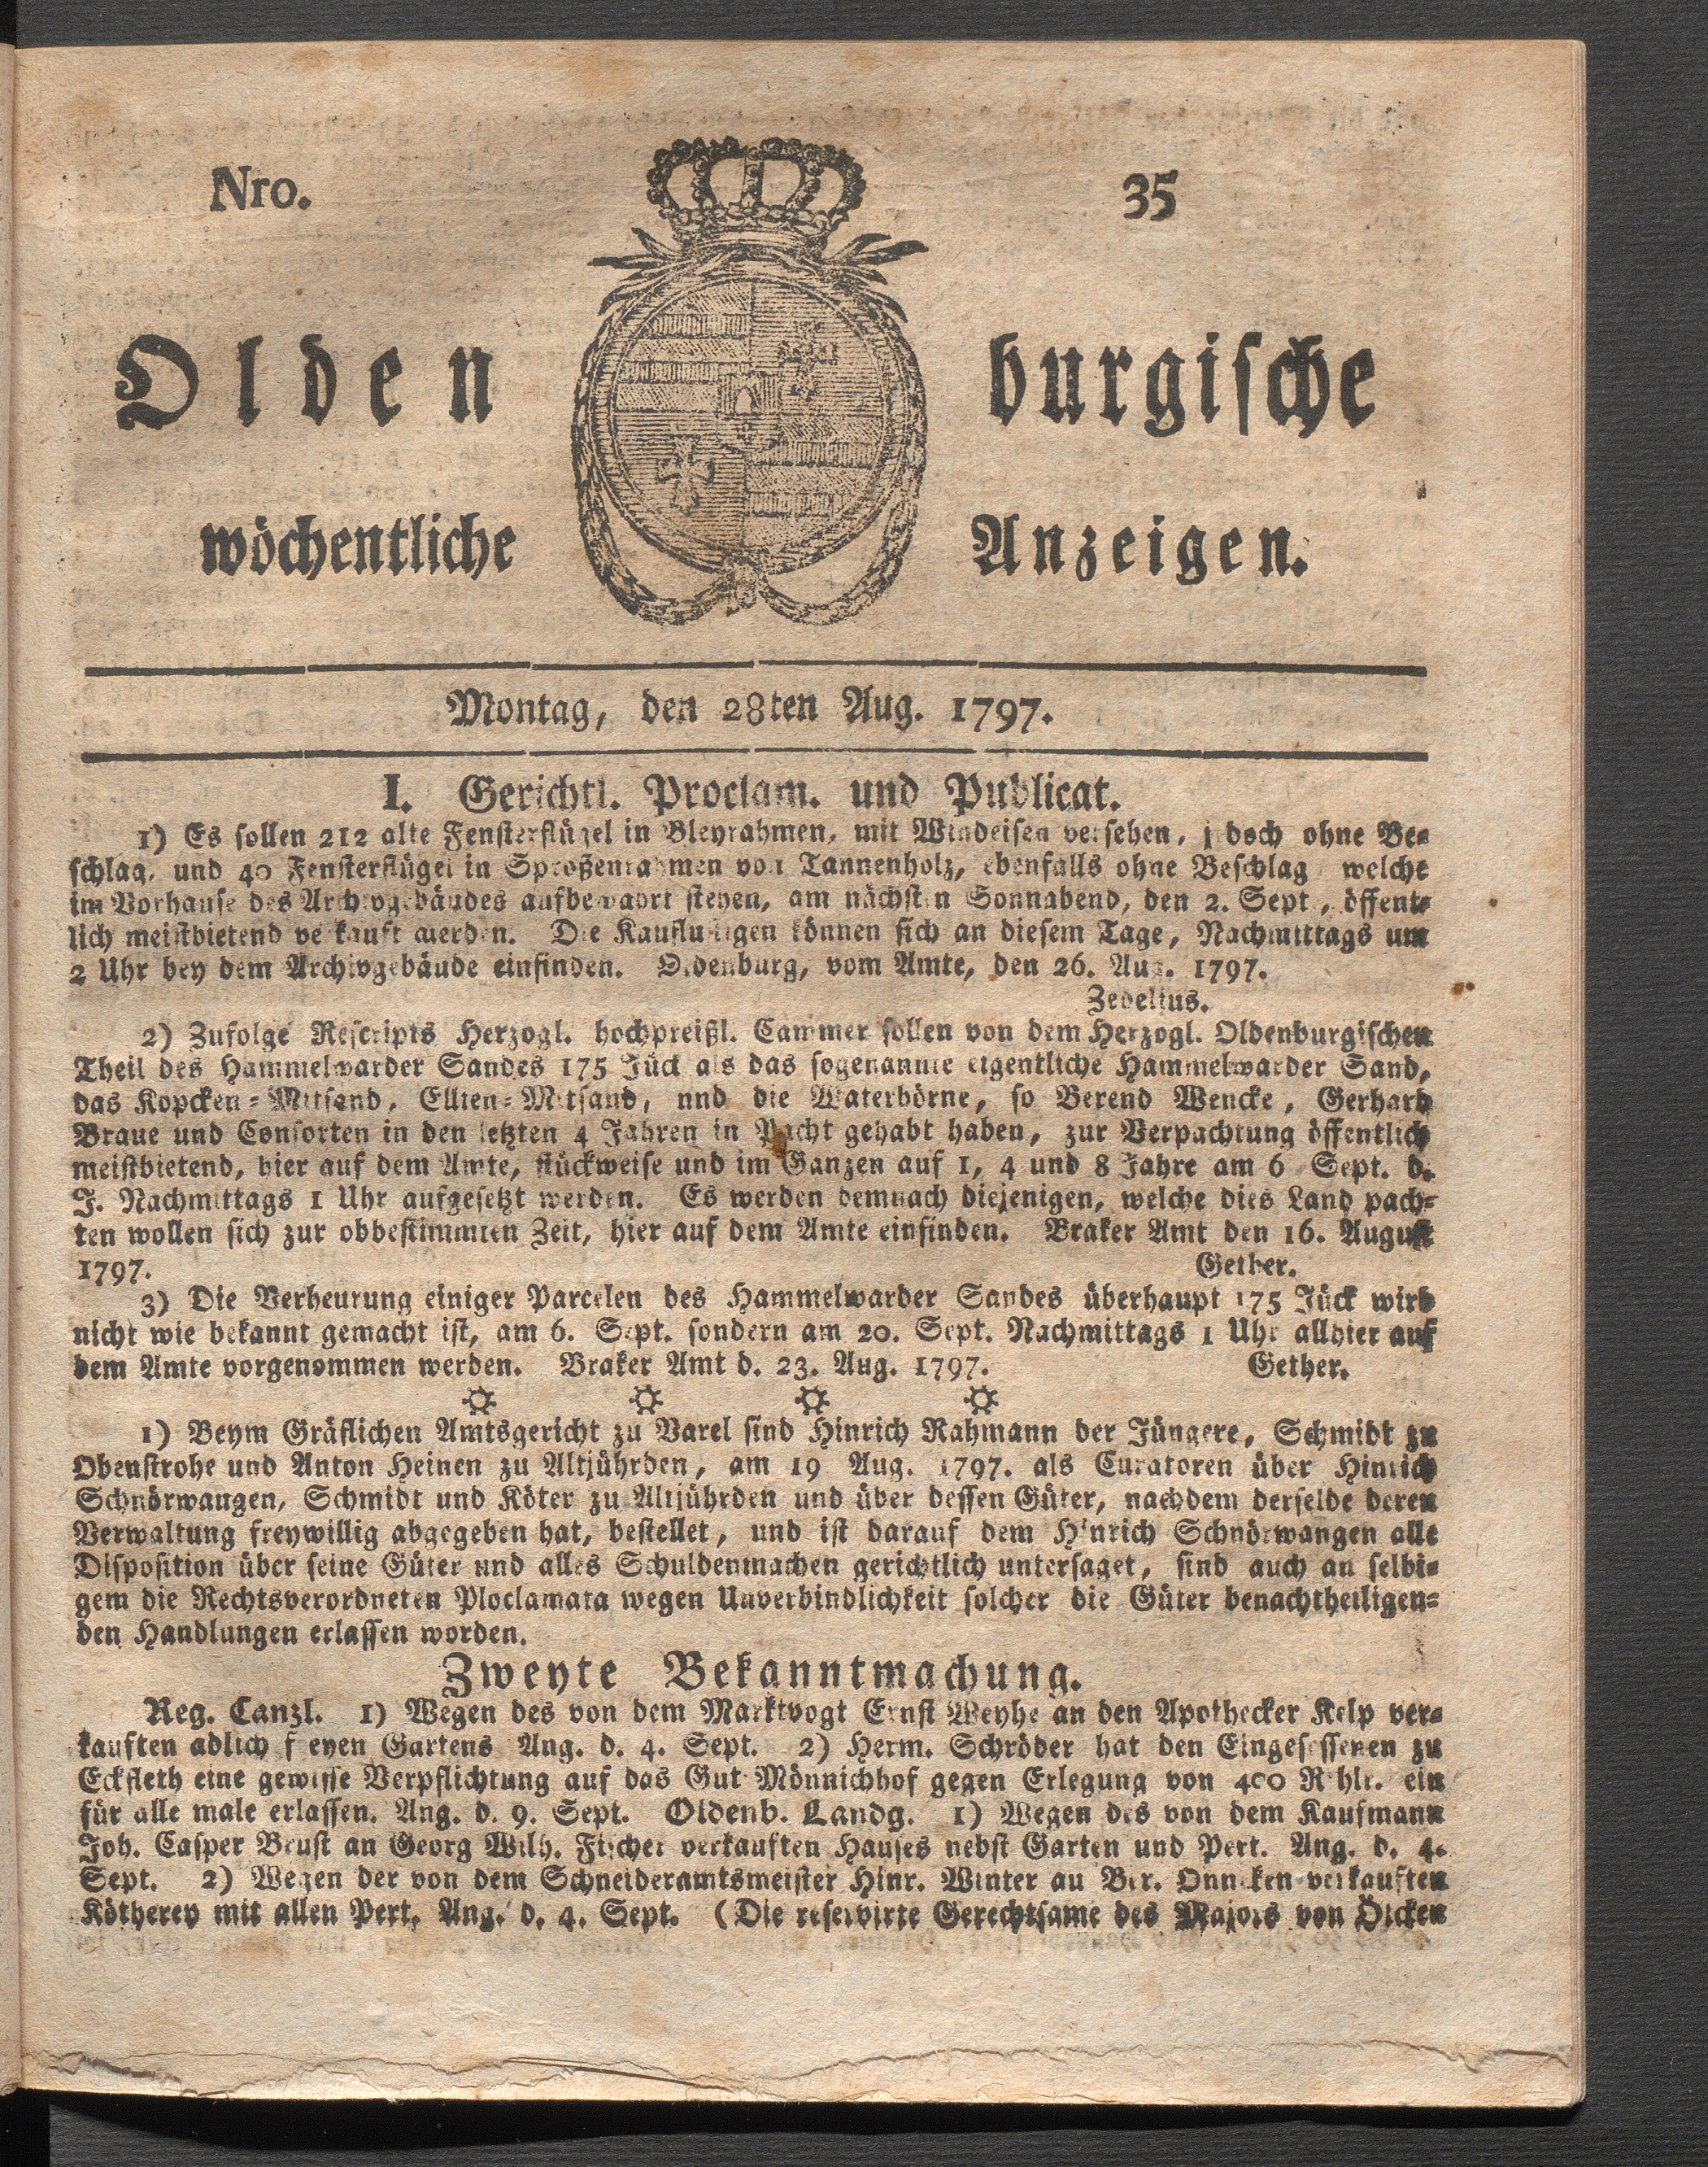 Nro. 35
Olden burgische
wöchentliche Anzeigen.
Montag, den 28ten Aug. 1797.
I. Gerichtl. Proclam. und Publicat.
1) Es sollen 212 alte Fensterflügel in Bleyrahmen, mit Windeisen versehen, jedoch ohne Be-
schlag, und 40 Fensterflügel in Sproßenrahmen von Tannenholz, ebenfalls ohne Beschlag welche
im Vorhause des Archivgebäudes aufbewahrt stehen, am nächsten Sonnabend, den 2. Sept, öffent-
lich meistbietend verkauft werden. Die Kauflustigen können sich an diesem Tage, Nachmittags um
2 Uhr bey dem Archivgebäude einfinden. Oldenburg, vom Amte, den 26. Aug. 1797.
Zedelius.
2) Zufolge Rescripts Herzogl. hochpreißl. Cammer sollen von dem Herzogl. Oldenburgischen
Theil des Hammelwarder Sandes 175 Jück als das sogenannte eigentliche Hammelwarder Sand,
das Kopcken-Mitsand, Ellten-Mitsand, nnd die Waterbörne, so Berend Wencke, Gerhard
Braue und Consorten in den letzten 4 Jahren in Pacht gehabt haben, zur Verpachtung öffentlich
meistbietend, hier auf dem Amte, stückweise und im Ganzen auf 1, 4 und 8 Jahre am 6 Sept. d.
J. Nachmittags 1 Uhr aufgesetzt werden. Es werden demnach diejenigen, welche dies Land pach-
ten wollen sich zur obbestimmten Zeit, hier auf dem Amte einfinden. Braker Amt den 16. August
1797. Gether.
3) Die Verheurung einiger Parcelen des Hammelwarder Sandes überhaupt 175 Jück wird
nicht wie bekannt gemacht ist, am 6. Sept. sondern am 20. Sept. Nachmittags 1 Uhr allhier auf
dem Amte vorgenommen werden. Braker Amt d. 23. Aug. 1797. Gether.
1) Beym Gräflichen Amtsgericht zu Varel sind Hinrich Rahmann der Jüngere, Schmidt zu
Obenstrohe und Anton Heinen zu Altjührden, am 19 Aug. 1797. als Curatoren über Hinrich
Schnörwangen, Schmidt und Köter zu Altjührden und über dessen Güter, nachdem derselbe deren
Verwaltung freywillig abgegeben hat, bestellet, und ist darauf dem Hinrich Schnörwangen alle
Disposition über seine Güter und alles Schuldenmachen gerichtlich untersaget, sind auch an selbi-
gem die Rechtsverordneten Ploclamata wegen Unverbindlichkeit solcher die Güter benachtheiligen-
den Handlungen erlassen worden.
Zweyte Bekanntmachung.
Reg. Canzl. 1) Wegen des von dem Marktvogt Ernst Weyhe an den Apothecker Kelp ver-
kauften adlich freyen Gartens Ang. d. 4. Sept. 2) Herm. Schröder hat den Eingesessenen zu
Eckfleth eine gewisse Verpflichtung auf das Gut Mönnichhof gegen Erlegung von 400 Rthlr. ein
für alle male erlassen. Ang. d. 9. Sept. Oldenb. Landg. 1) Wegen des von dem Kaufmann
Joh. Casper Brust an Georg Wilh. Fischer verkauften Hauses nebst Garten und Pert. Ang. d. 4.
Sept. 2) Wegen der von dem Schneideramtsmeister Hinr. Winter an Ber. Onneken verkauften
Kötherey mit allen Pert. Ang. d. 4. Sept. (Die reservirte Gerechtsame des Majors von Ötcken